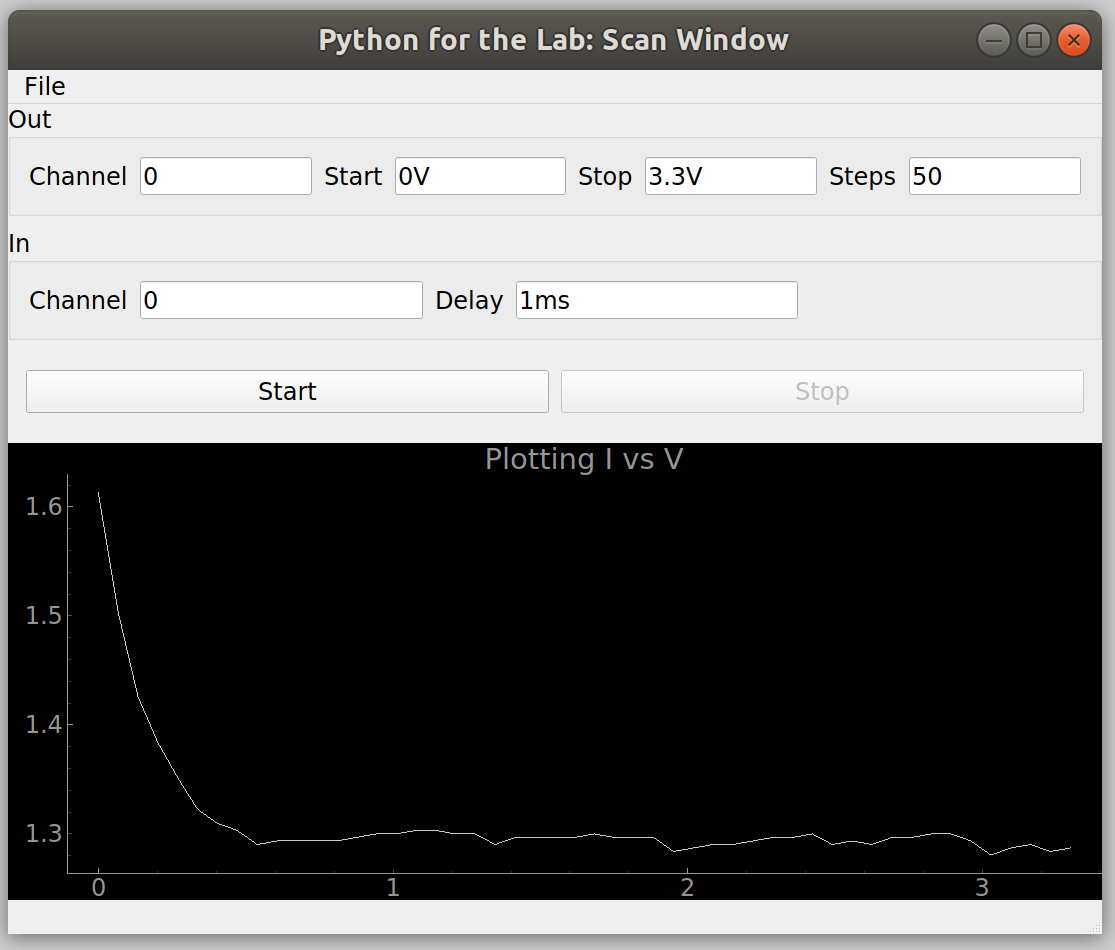 Python for the Lab: Scan Window
File
Out
Channel 0 Start 0V Stop 3.3V Steps 50
In
Channel 0 Delay 1ms
Start Stop
Plotting I vs V
1.6
1.5
1.4
1.3
0 1 2 3